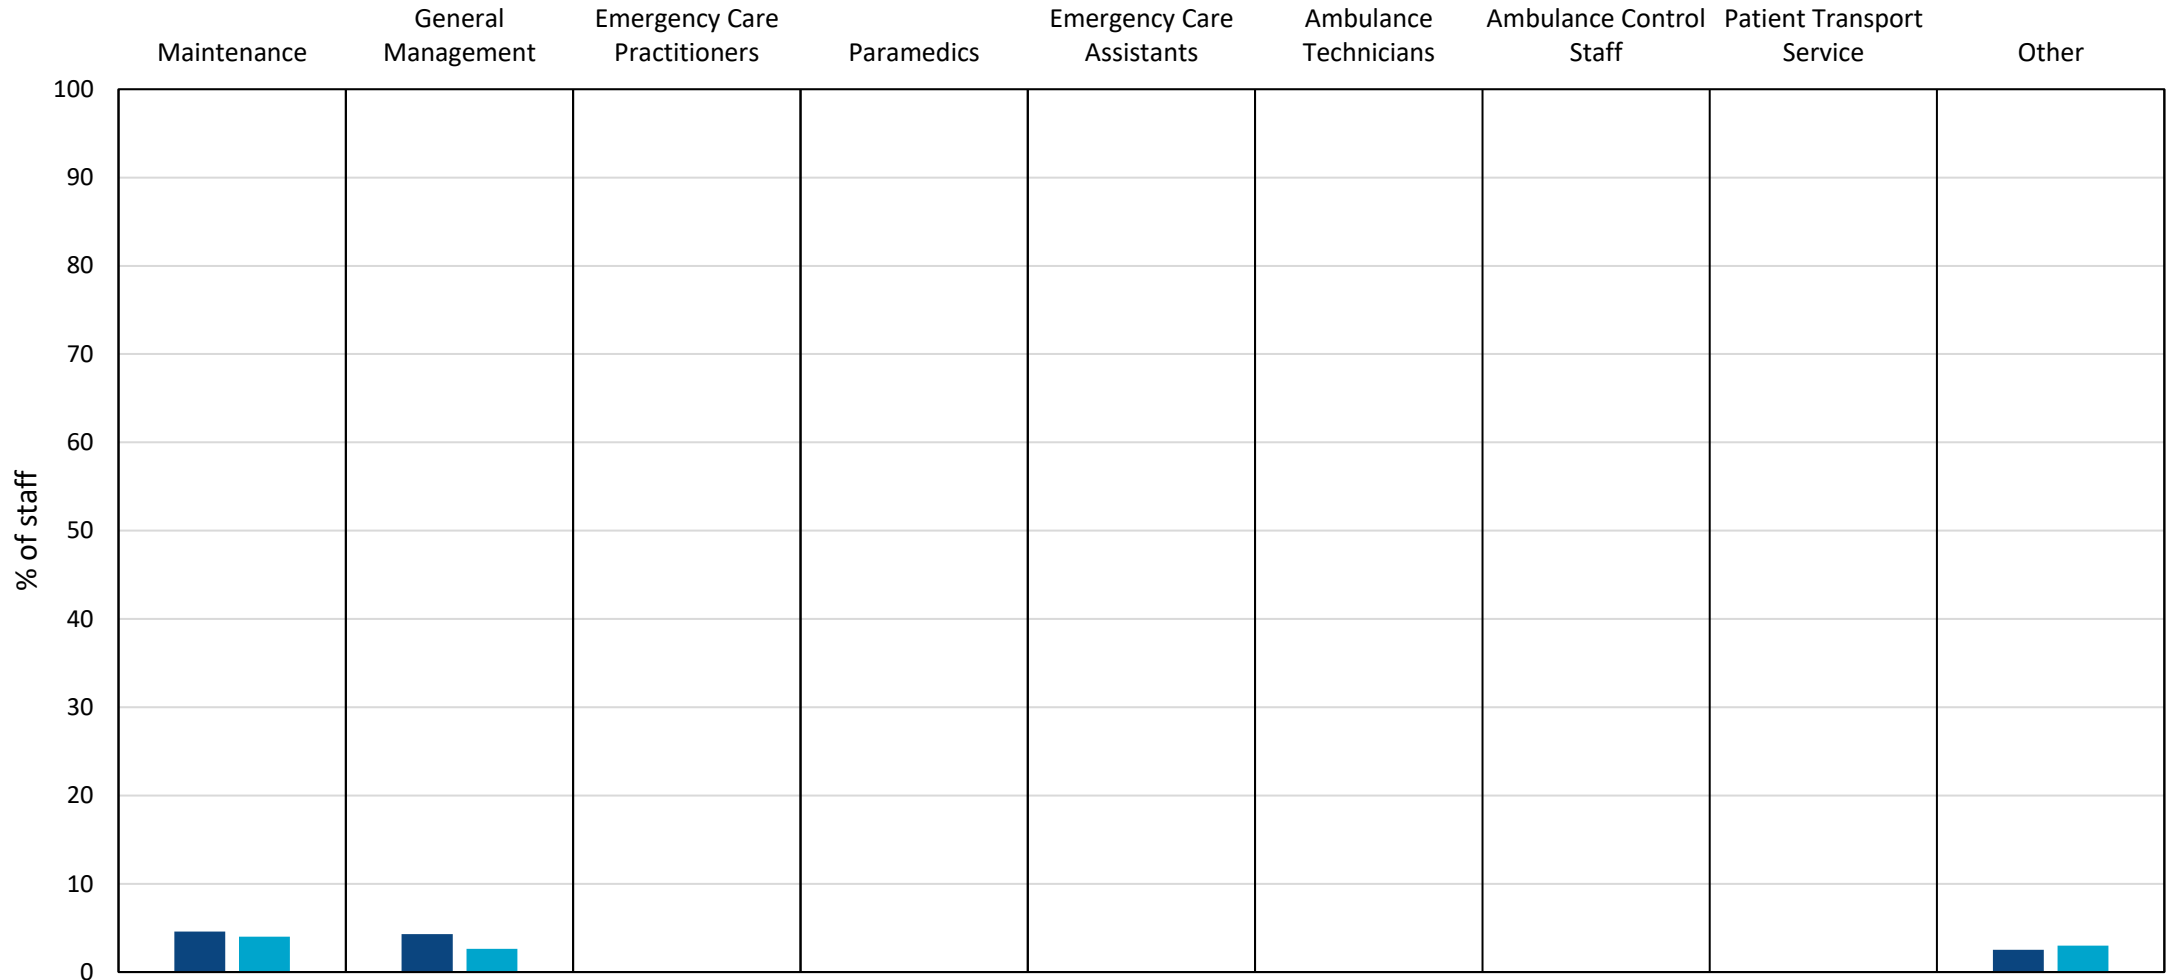 Maintenance
General
Management
Emergency Care
Practitioners
Paramedics
Emergency Care
Assistants
Ambulance
Technicians
Ambulance Control
Staff
Patient Transport
Service
Other
% of staff
100
90
80
70
60
50
40
30
20
10
0